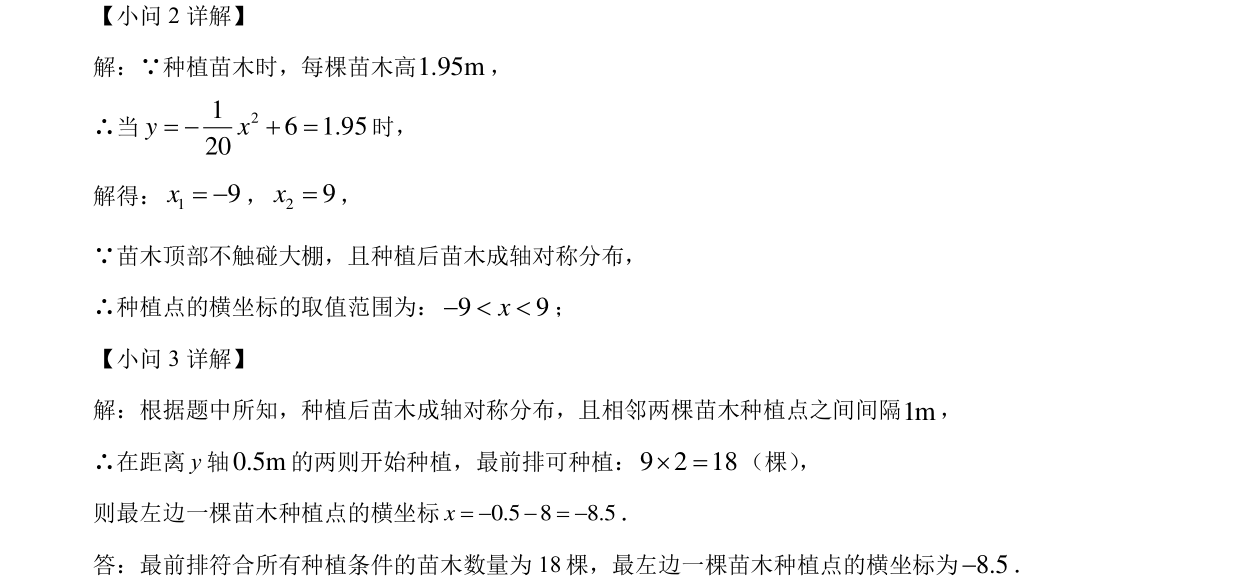 【小问 2 详解】
解：∵种植苗木时，每棵苗木高1.95m，
∴当 y = −1/20 x² + 6 = 1.95 时，
解得： x₁ = −9， x₂ = 9，
∵苗木顶部不触碰大棚，且种植后苗木成轴对称分布，
∴种植点的横坐标的取值范围为： −9 < x < 9；
【小问 3 详解】
解：根据题中所知，种植后苗木成轴对称分布，且相邻两棵苗木种植点之间间隔1m，
∴在距离 y 轴 0.5m 的两则开始种植，最前排可种植： 9×2 = 18（棵），
则最左边一棵苗木种植点的横坐标 x = −0.5 − 8 = −8.5．
答：最前排符合所有种植条件的苗木数量为 18 棵，最左边一棵苗木种植点的横坐标为 −8.5．